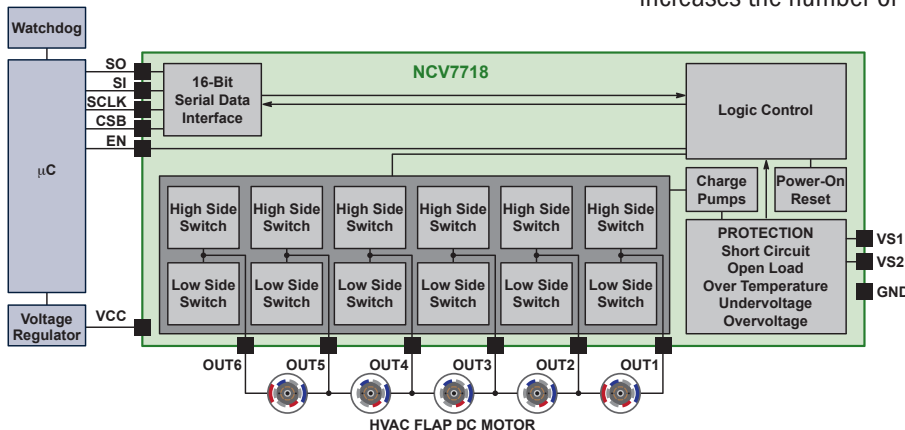 increases the number of
Watchdog
μC
Voltage
Regulator
SO
SI
SCLK
CSB
EN
VCC
NCV7718
16-Bit
Serial Data
Interface
Logic Control
Charge
Pumps
Power-On
Reset
High Side
Switch
High Side
Switch
High Side
Switch
High Side
Switch
High Side
Switch
High Side
Switch
Low Side
Switch
Low Side
Switch
Low Side
Switch
Low Side
Switch
Low Side
Switch
Low Side
Switch
PROTECTION
Short Circuit
Open Load
Over Temperature
Undervoltage
Overvoltage
VS1
VS2
GND
OUT6
OUT5
OUT4
OUT3
OUT2
OUT1
HVAC FLAP DC MOTOR